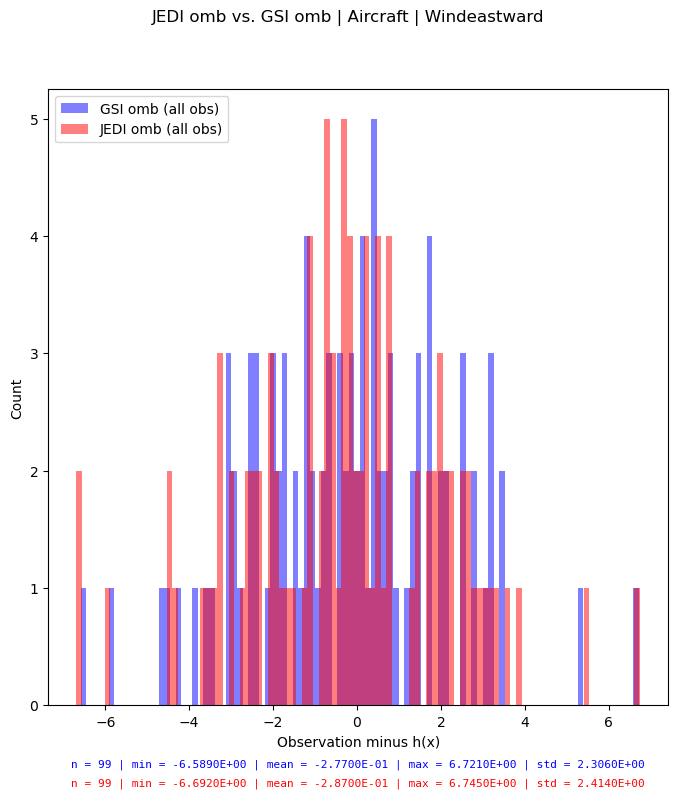 JEDI omb vs. GSI omb | Aircraft | Windeastward
GSI omb (all obs)
JEDI omb (all obs)
5
4
3
2
1
0
Count
−6 −4 −2 0 2 4 6
Observation minus h(x)
n = 99 | min = -6.5890E+00 | mean = -2.7700E-01 | max = 6.7210E+00 | std = 2.3060E+00
n = 99 | min = -6.6920E+00 | mean = -2.8700E-01 | max = 6.7450E+00 | std = 2.4140E+00